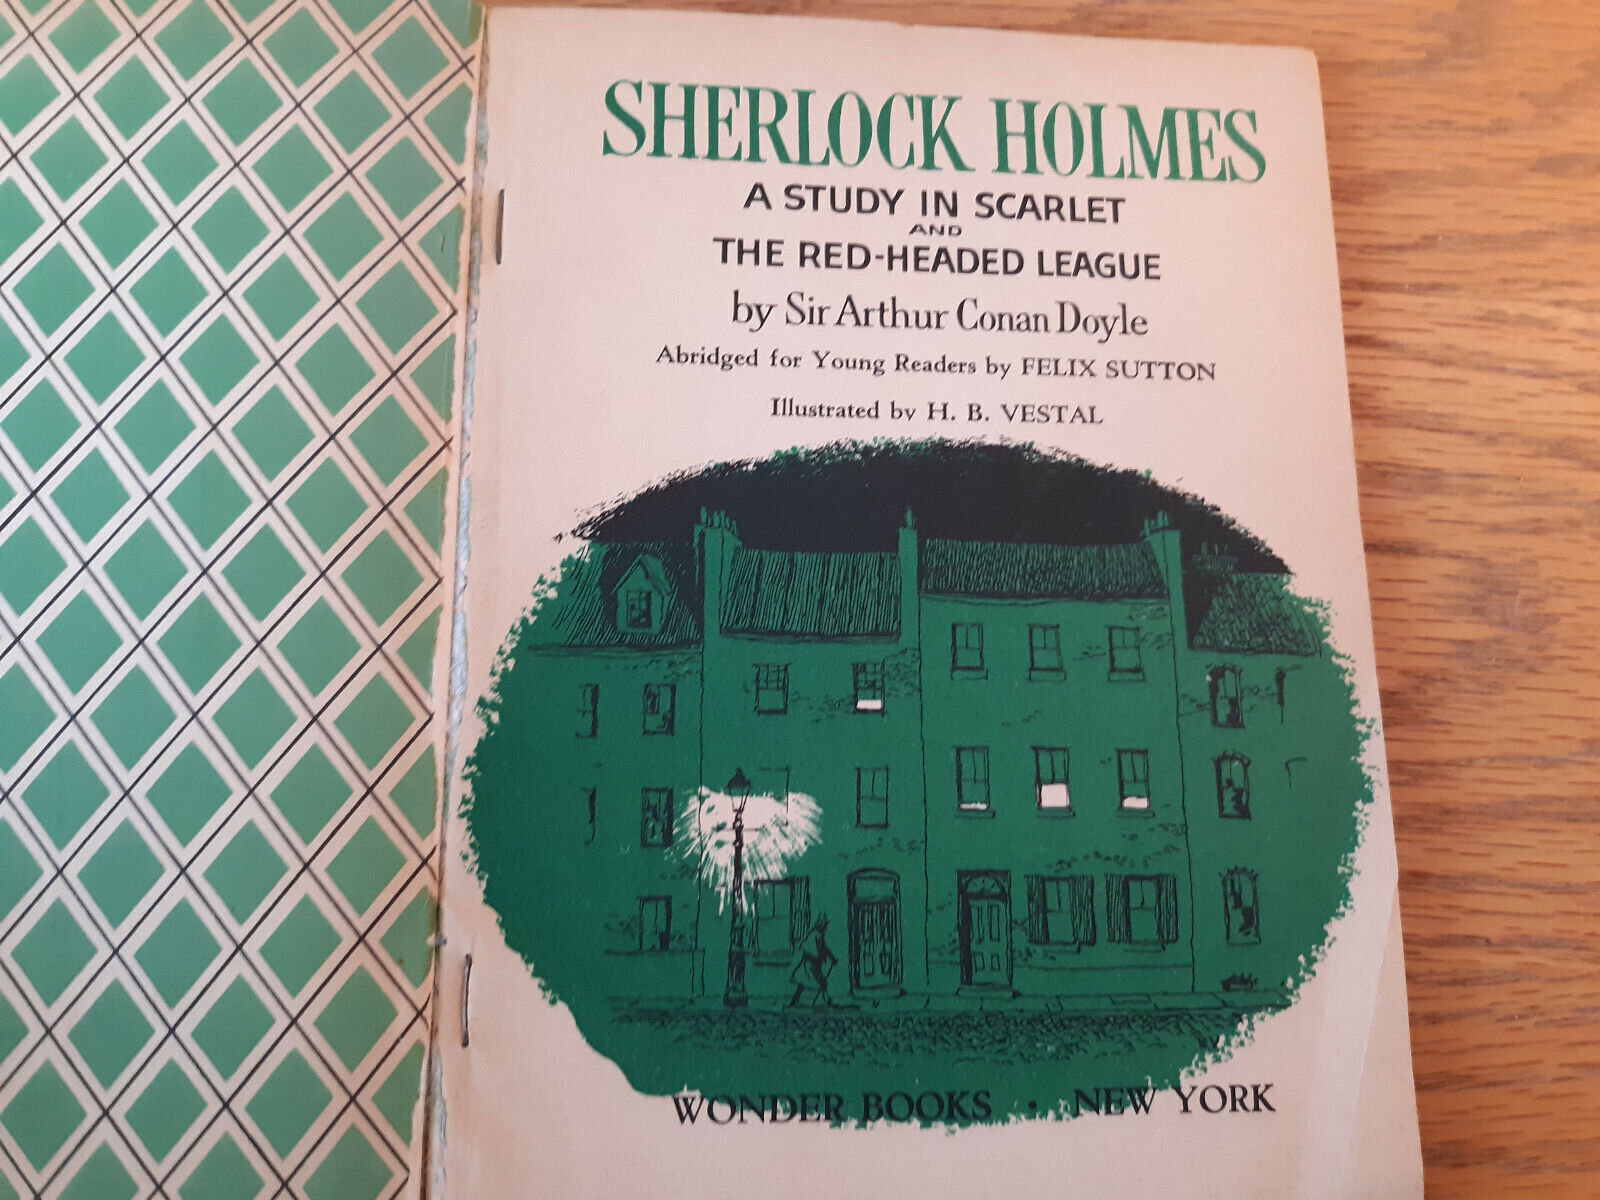 SHERLOCK HOLMES
A STUDY IN SCARLET
AND
THE RED-HEADED LEAGUE
by Sir Arthur Conan Doyle
Abridged for Young Readers by FELIX SUTTON
Illustrated by H. B. VESTAL
WONDER BOOKS • NEW YORK